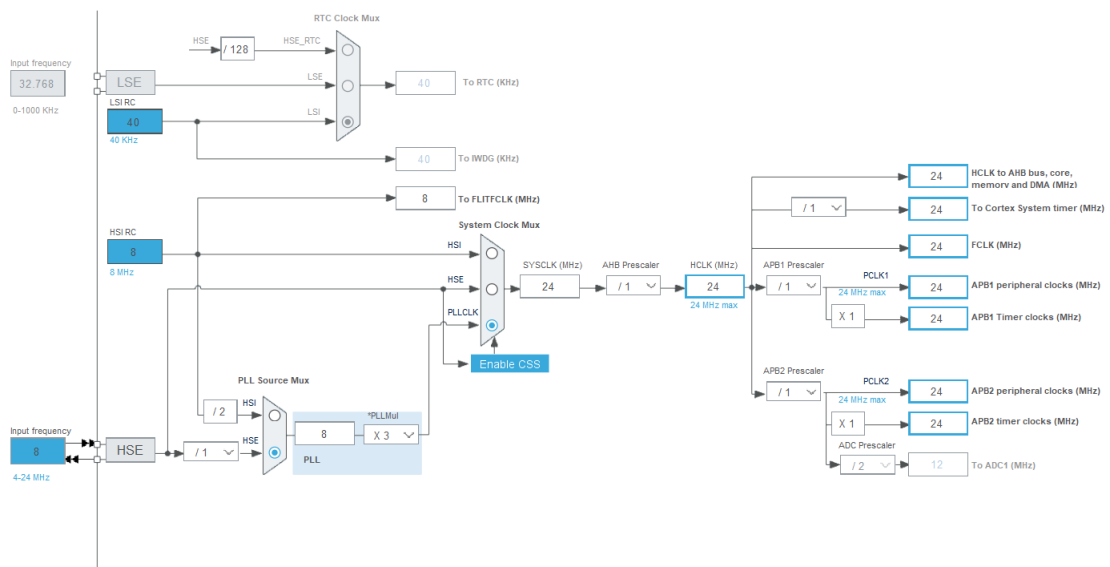 RTC Clock Mux
HSE
/ 128
HSE_RTC
Input frequency
32.768
0-1000 KHz
LSE
LSE
40
To RTC (KHz)
LSI RC
40
40 KHz
LSI
40
To IWDG (KHz)
8
To FLITFCLK (MHz)
System Clock Mux
HSI RC
8
8 MHz
HSI
HSE
PLLCLK
Enable CSS
SYSCLK (MHz)
24
AHB Prescaler
/ 1
HCLK (MHz)
24
24 MHz max
24
HCLK to AHB bus, core,
memory and DMA (MHz)
/ 1
24
To Cortex System timer (MHz)
24
FCLK (MHz)
APB1 Prescaler
/ 1
PCLK1
24 MHz max
24
APB1 peripheral clocks (MHz)
X 1
24
APB1 Timer clocks (MHz)
APB2 Prescaler
/ 1
PCLK2
24 MHz max
24
APB2 peripheral clocks (MHz)
X 1
24
APB2 timer clocks (MHz)
ADC Prescaler
/ 2
12
To ADC1 (MHz)
PLL Source Mux
/ 2
HSI
Input frequency
8
4-24 MHz
HSE
/ 1
HSE
8
*PLLMul
X 3
PLL